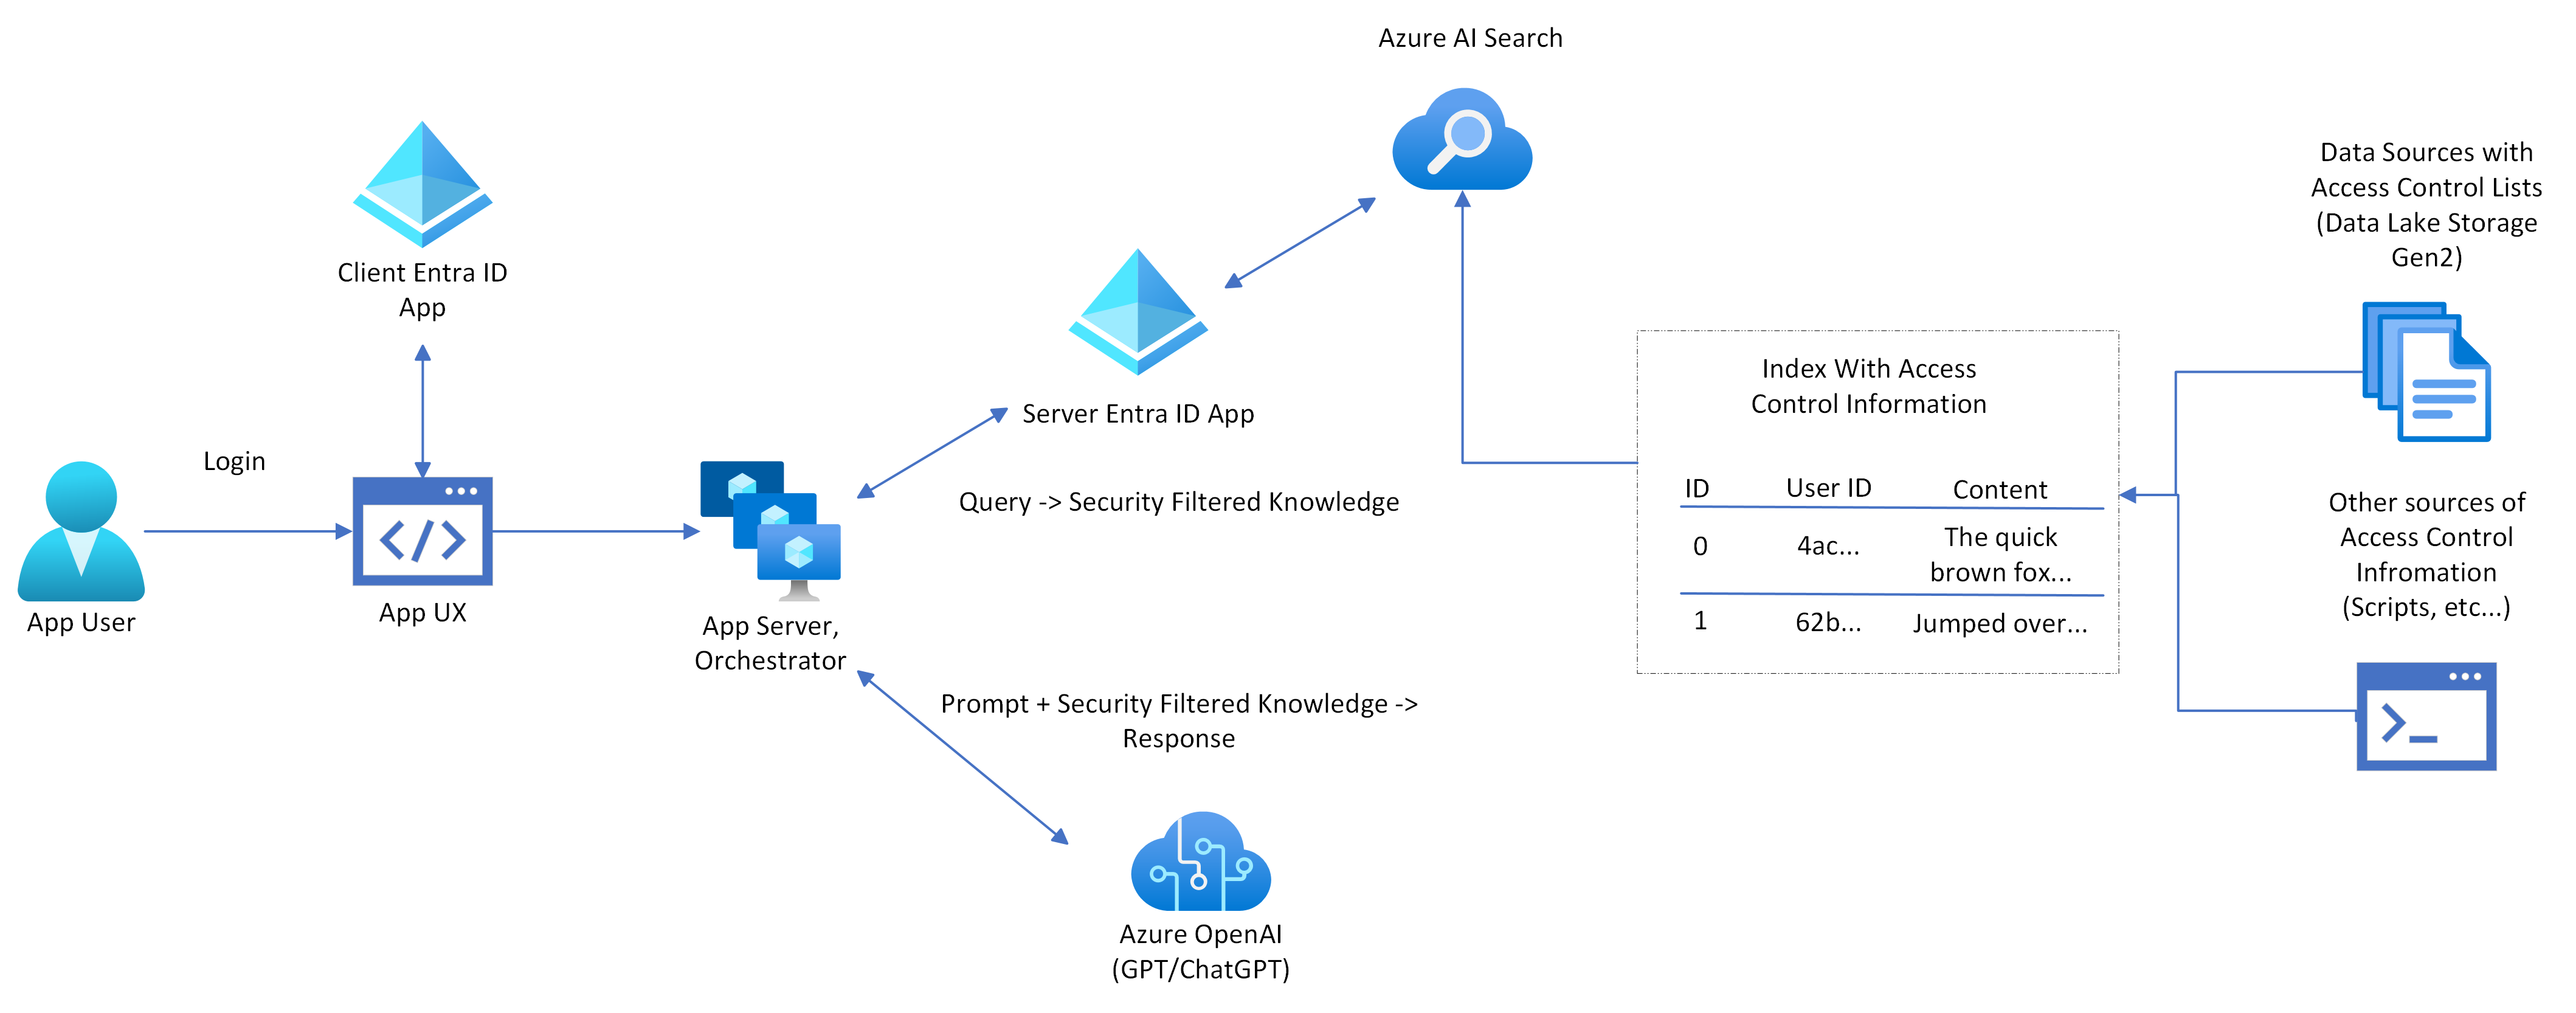 Azure AI Search
Data Sources with
Access Control Lists
(Data Lake Storage
Gen2)
Client Entra ID
App
Server Entra ID App
Index With Access
Control Information
Login
ID User ID Content
0 4ac... The quick
brown fox...
1 62b... Jumped over...
Query -> Security Filtered Knowledge
Other sources of
Access Control
Infromation
(Scripts, etc...)
App User
App UX
App Server,
Orchestrator
Prompt + Security Filtered Knowledge ->
Response
Azure OpenAI
(GPT/ChatGPT)